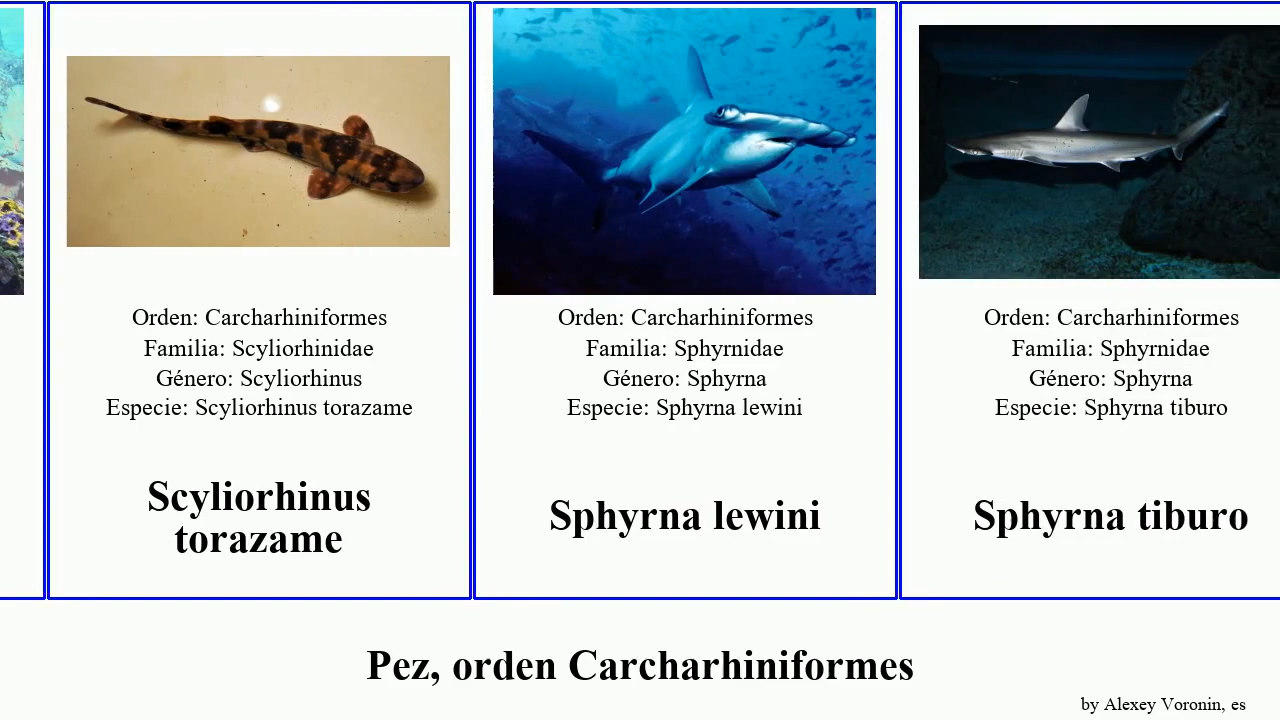 Orden: Carcharhiniformes
Familia: Scyliorhinidae
Género: Scyliorhinus
Especie: Scyliorhinus torazame
Scyliorhinus
torazame
Orden: Carcharhiniformes
Familia: Sphyrnidae
Género: Sphyrna
Especie: Sphyrna lewini
Sphyrna lewini
Orden: Carcharhiniformes
Familia: Sphyrnidae
Género: Sphyrna
Especie: Sphyrna tiburo
Sphyrna tiburo
Pez, orden Carcharhiniformes
by Alexey Voronin, es